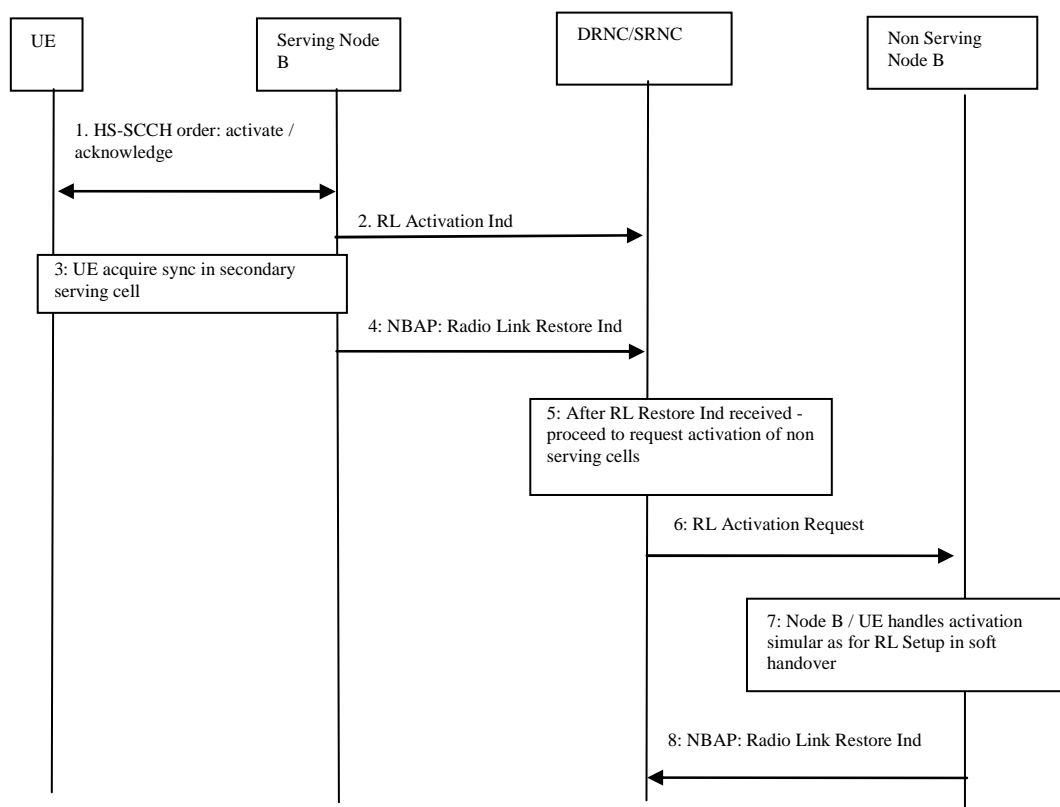 UE
Serving Node
B
DRNC/SRNC
Non Serving
Node B
1. HS-SCCH order: activate /
acknowledge
2. RL Activation Ind
3: UE acquire sync in secondary
serving cell
4: NBAP: Radio Link Restore Ind
5: After RL Restore Ind received -
proceed to request activation of non
serving cells
6: RL Activation Request
7: Node B / UE handles activation
simular as for RL Setup in soft
handover
8: NBAP: Radio Link Restore Ind